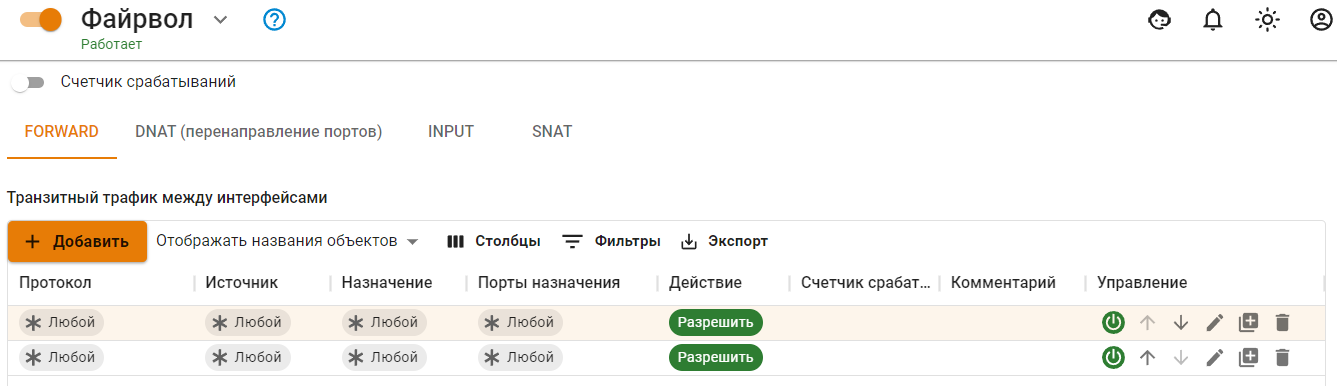 Файрвол
Работает
Счетчик срабатываний
FORWARD DNAT (перенаправление портов) INPUT SNAT
Транзитный трафик между интерфейсами
Добавить Отображать названия объектов Столбцы Фильтры Экспорт
Протокол Источник Назначение Порты назначения Действие Счетчик срабат... Комментарий Управление
Любой Любой Любой Любой Разрешить
Любой Любой Любой Любой Разрешить